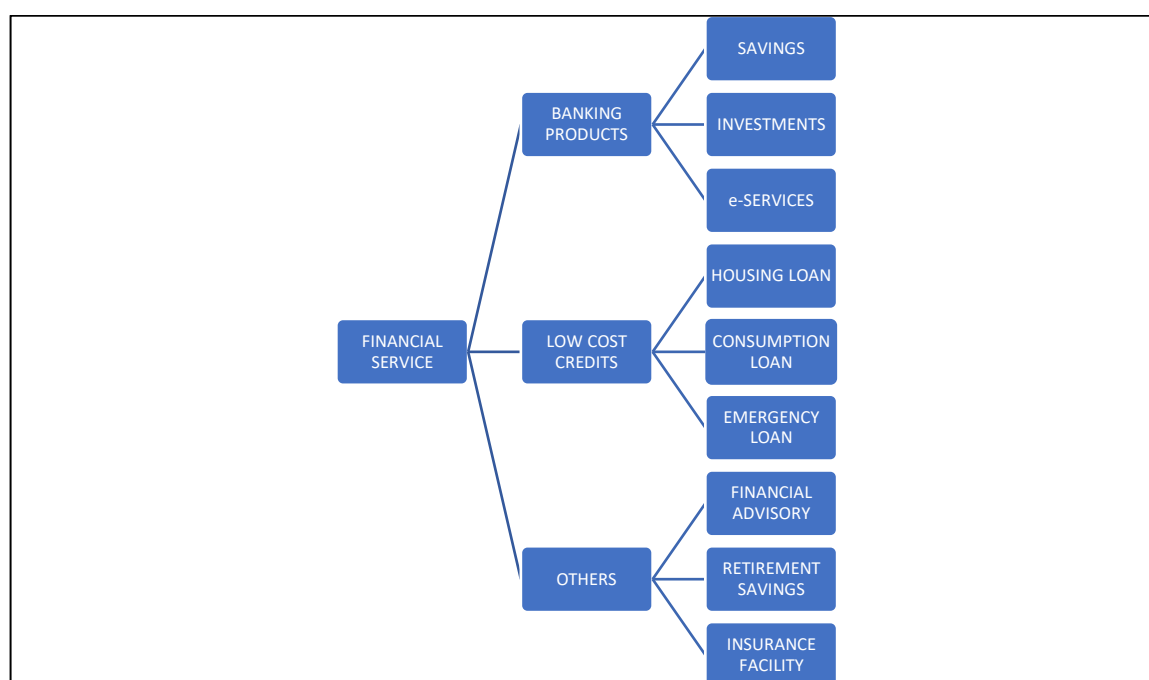 SAVINGS
BANKING
PRODUCTS
INVESTMENTS
e-SERVICES
HOUSING LOAN
FINANCIAL
SERVICE
LOW COST
CREDITS
CONSUMPTION
LOAN
EMERGENCY
LOAN
FINANCIAL
ADVISORY
OTHERS
RETIREMENT
SAVINGS
INSURANCE
FACILITY